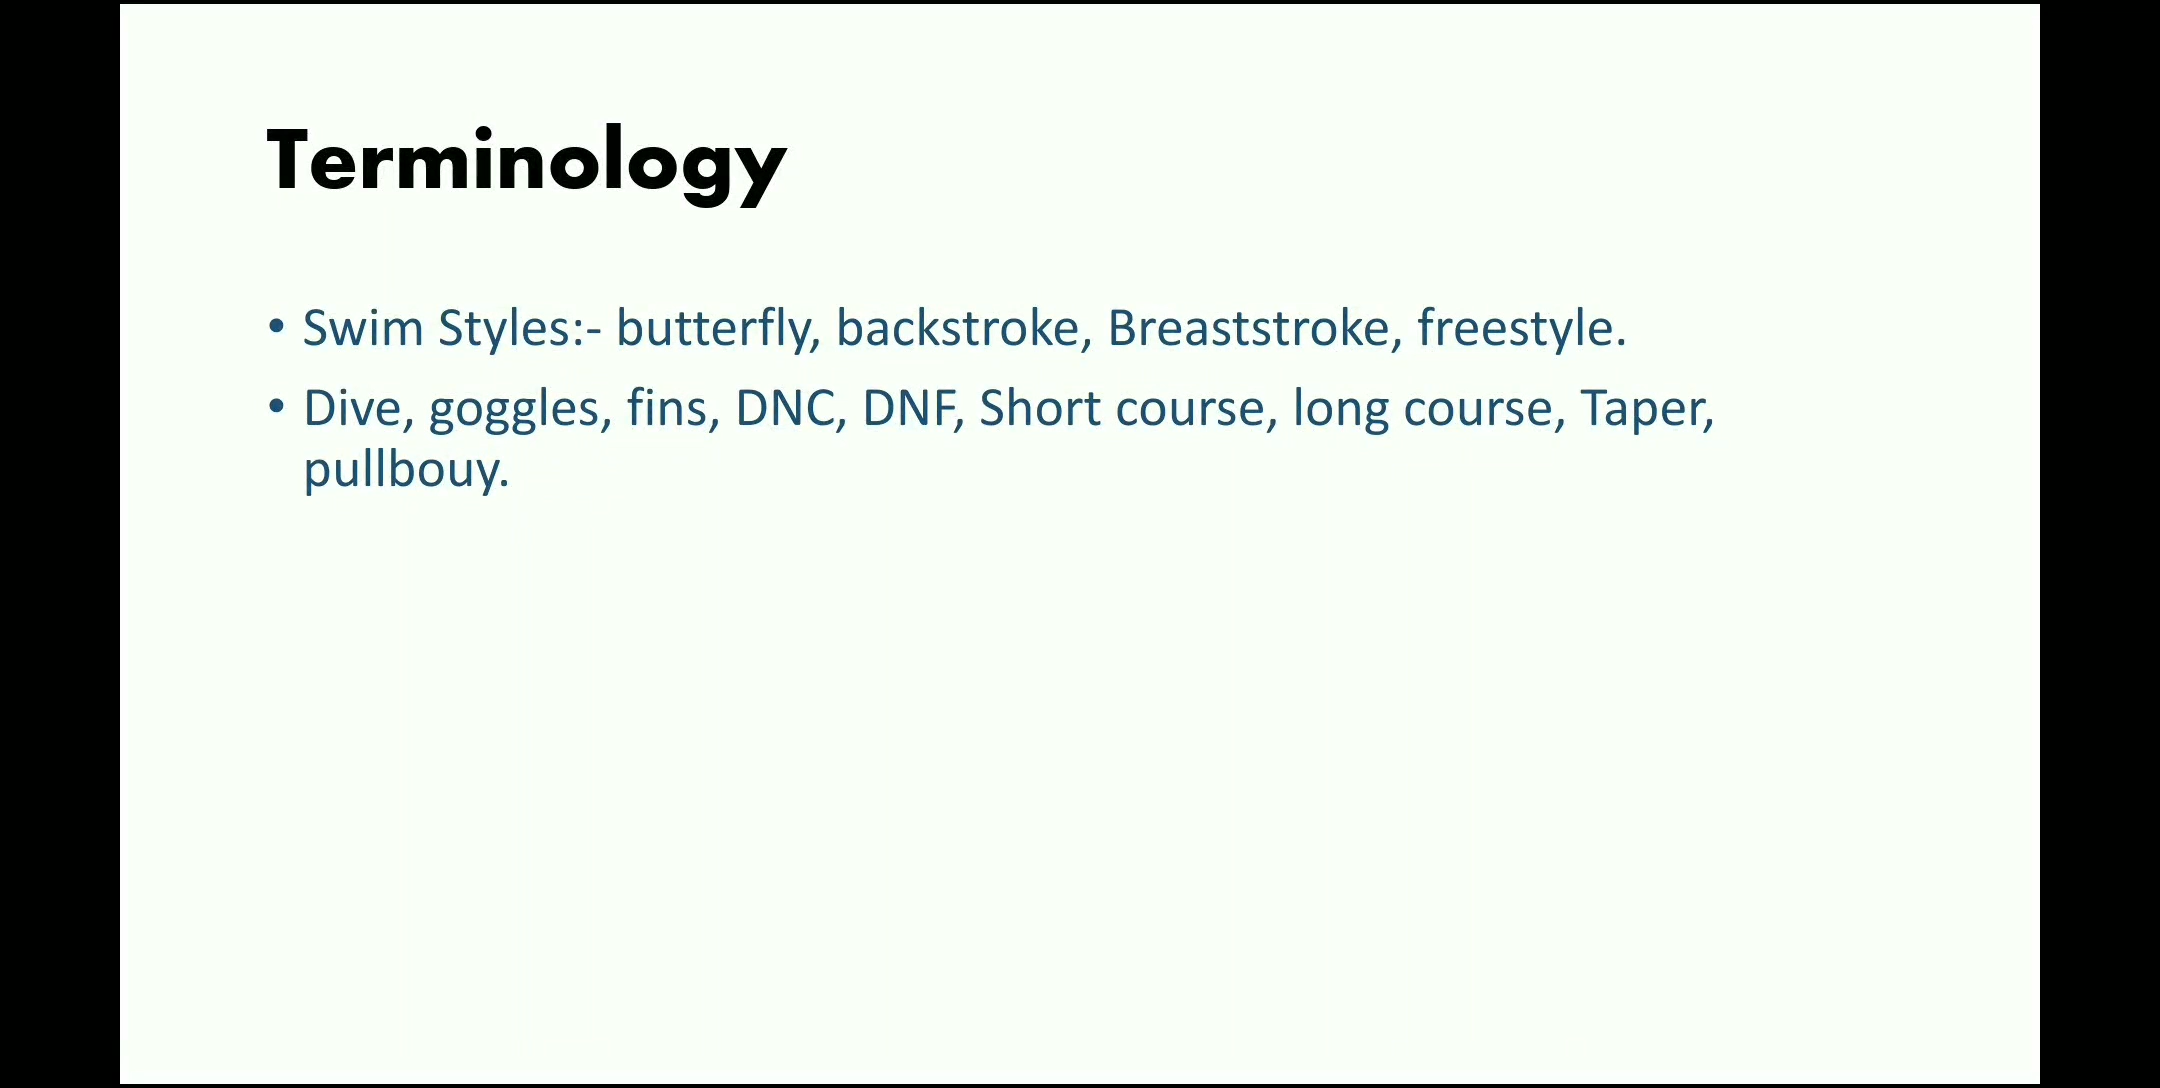 Terminology
• Swim Styles:- butterfly, backstroke, Breaststroke, freestyle.
• Dive, goggles, fins, DNC, DNF, Short course, long course, Taper,
pullbouy.